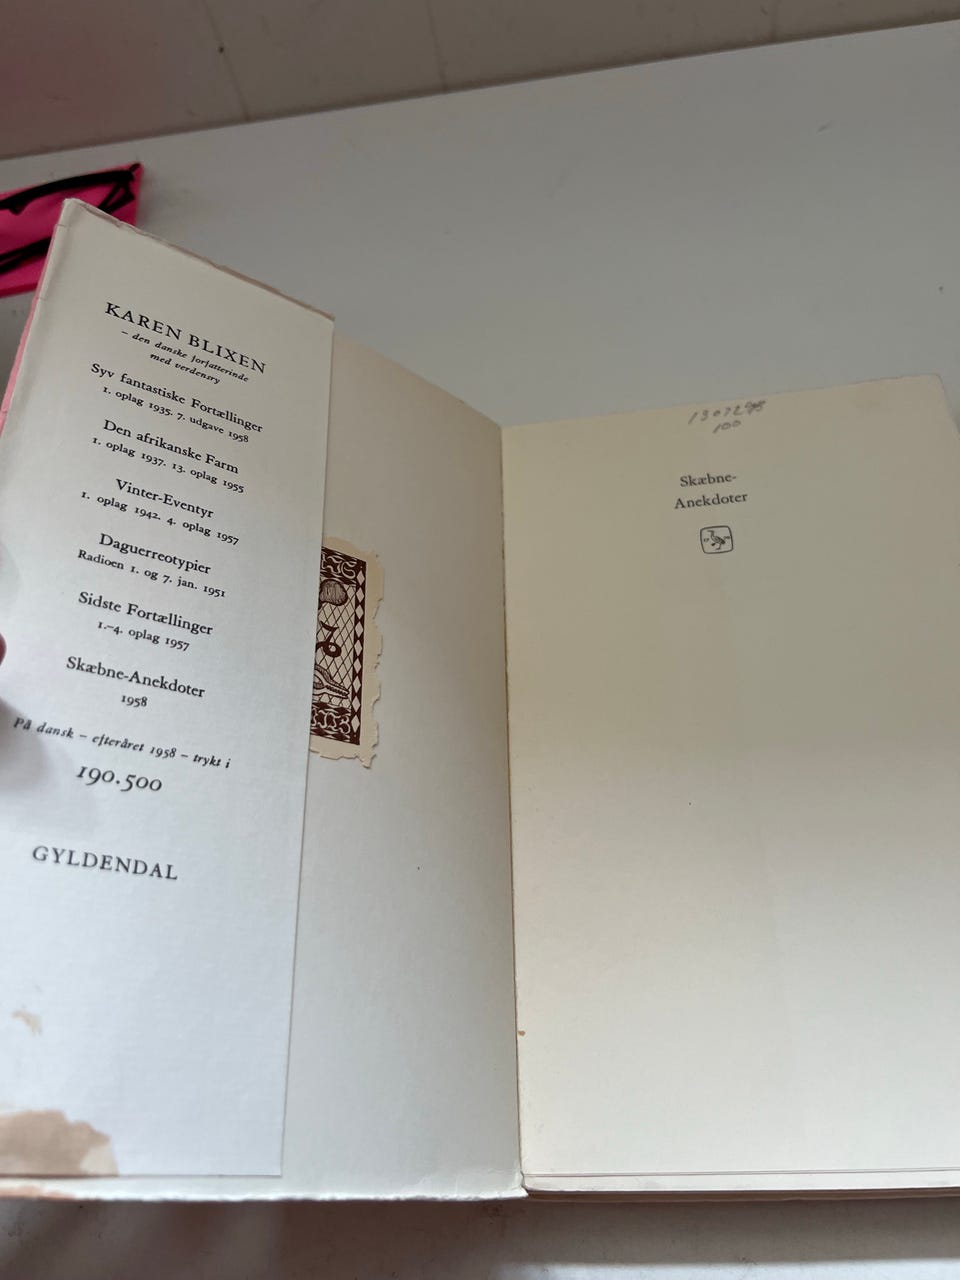 KAREN BLIXEN
– den danske forfatterinde
med verdensry
Syv fantastiske Fortællinger
1. oplag 1935. 7. udgave 1958
Den afrikanske Farm
1. oplag 1937. 13. oplag 1955
Vinter-Eventyr
1. oplag 1942. 4. oplag 1957
Daguerreotypier
Radioen 1. og 7. jan. 1951
Sidste Fortællinger
1.–4. oplag 1957
Skæbne-Anekdoter
1958
På dansk – efteråret 1958 – trykt i
190.500
GYLDENDAL
100
Skæbne-
Anekdoter